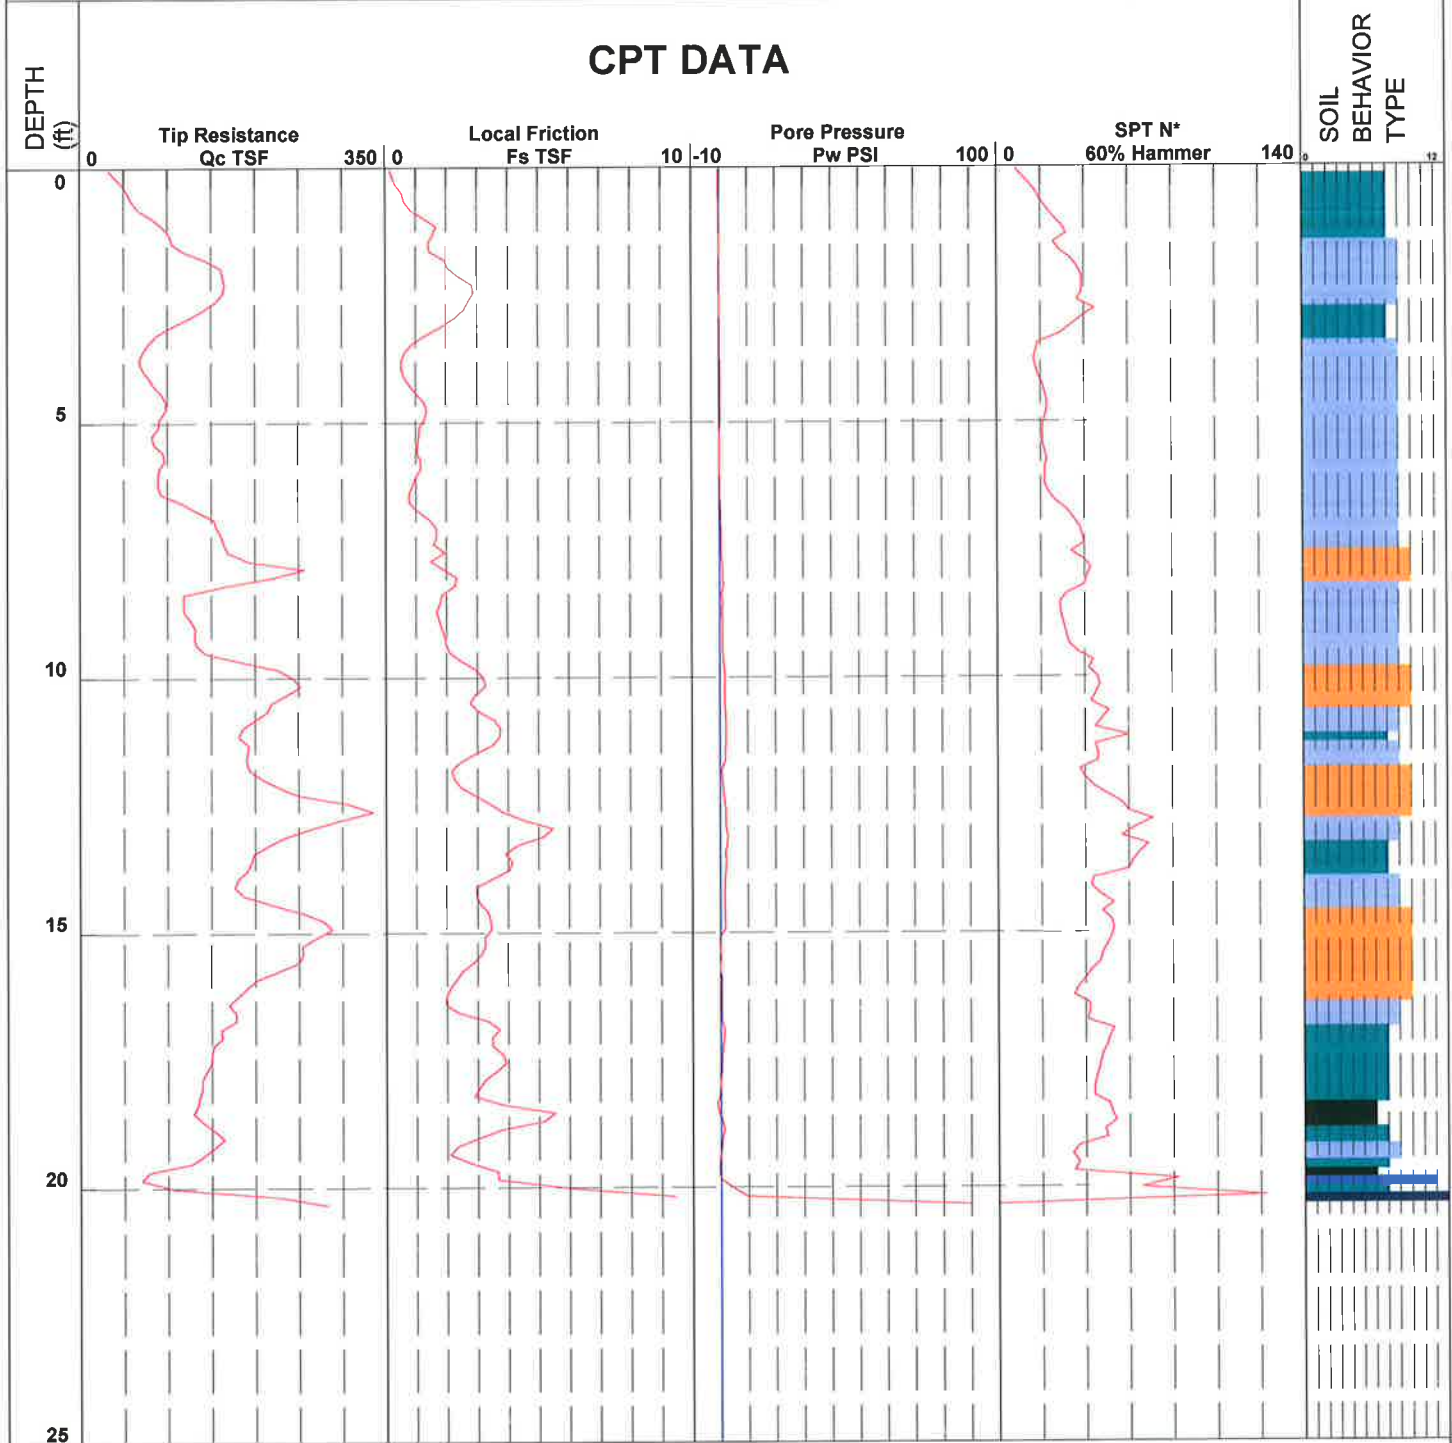 CPT DATA
DEPTH
(ft)
Tip Resistance
0 Qc TSF 350
Local Friction
0 Fs TSF 10
Pore Pressure
-10 Pw PSI 100
SPT N*
0 60% Hammer 140
SOIL
BEHAVIOR
TYPE
0 12
0
5
10
15
20
25